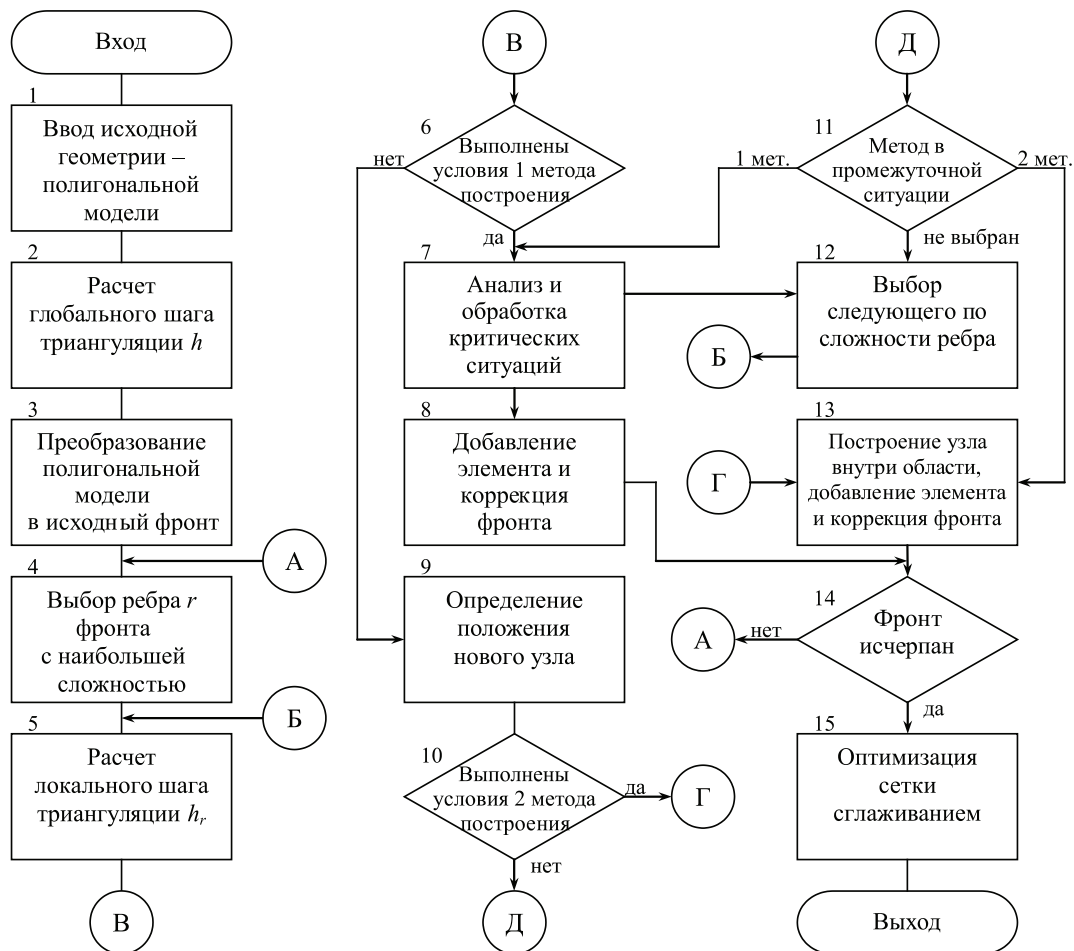 Вход
1
Ввод исходной
геометрии –
полигональной
модели
2
Расчет
глобального шага
триангуляции h
3
Преобразование
полигональной
модели
в исходный фронт
А
4
Выбор ребра r
фронта
с наибольшей
сложностью
Б
5
Расчет
локального шага
триангуляции hr
В
В
6
Выполнены
условия 1 метода
построения
нет
да
7
Анализ и
обработка
критических
ситуаций
8
Добавление
элемента и
коррекция
фронта
9
Определение
положения
нового узла
10
Выполнены
условия 2 метода
построения
да
Г
нет
Д
Д
11
Метод в
промежуточной
ситуации
1 мет.
2 мет.
не выбран
12
Выбор
следующего по
сложности ребра
Б
13
Построение узла
внутри области,
добавление элемента
и коррекция фронта
Г
14
Фронт
исчерпан
нет
А
да
15
Оптимизация
сетки
сглаживанием
Выход